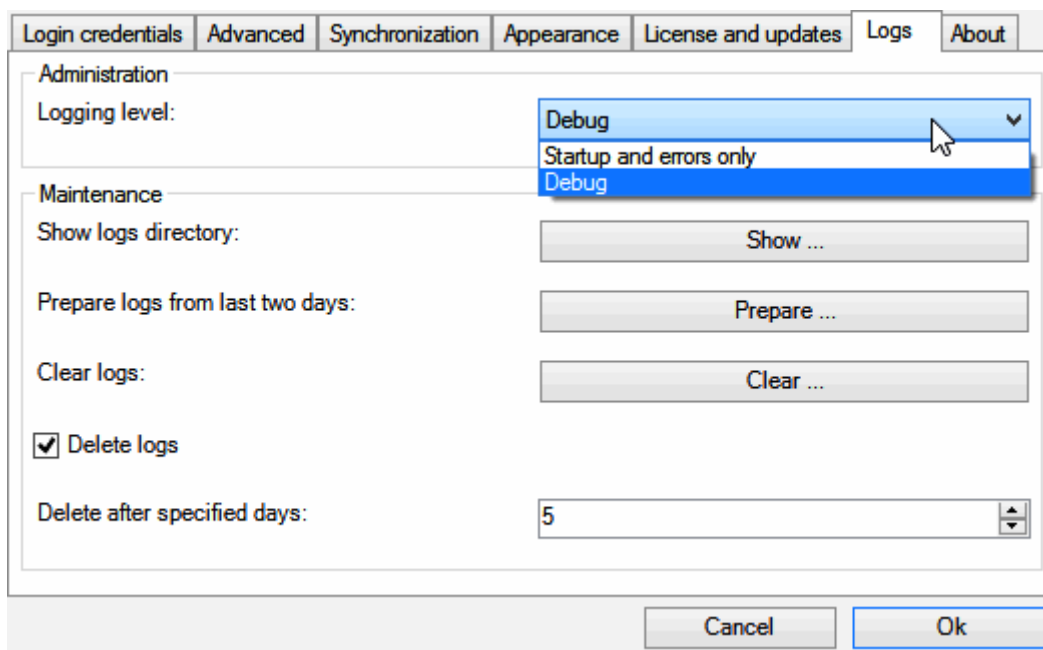 Login credentials Advanced Synchronization Appearance License and updates Logs About
Administration
Logging level: Debug
Startup and errors only
Debug
Maintenance
Show logs directory: Show ...
Prepare logs from last two days: Prepare ...
Clear logs: Clear ...
Delete logs
Delete after specified days: 5
Cancel Ok